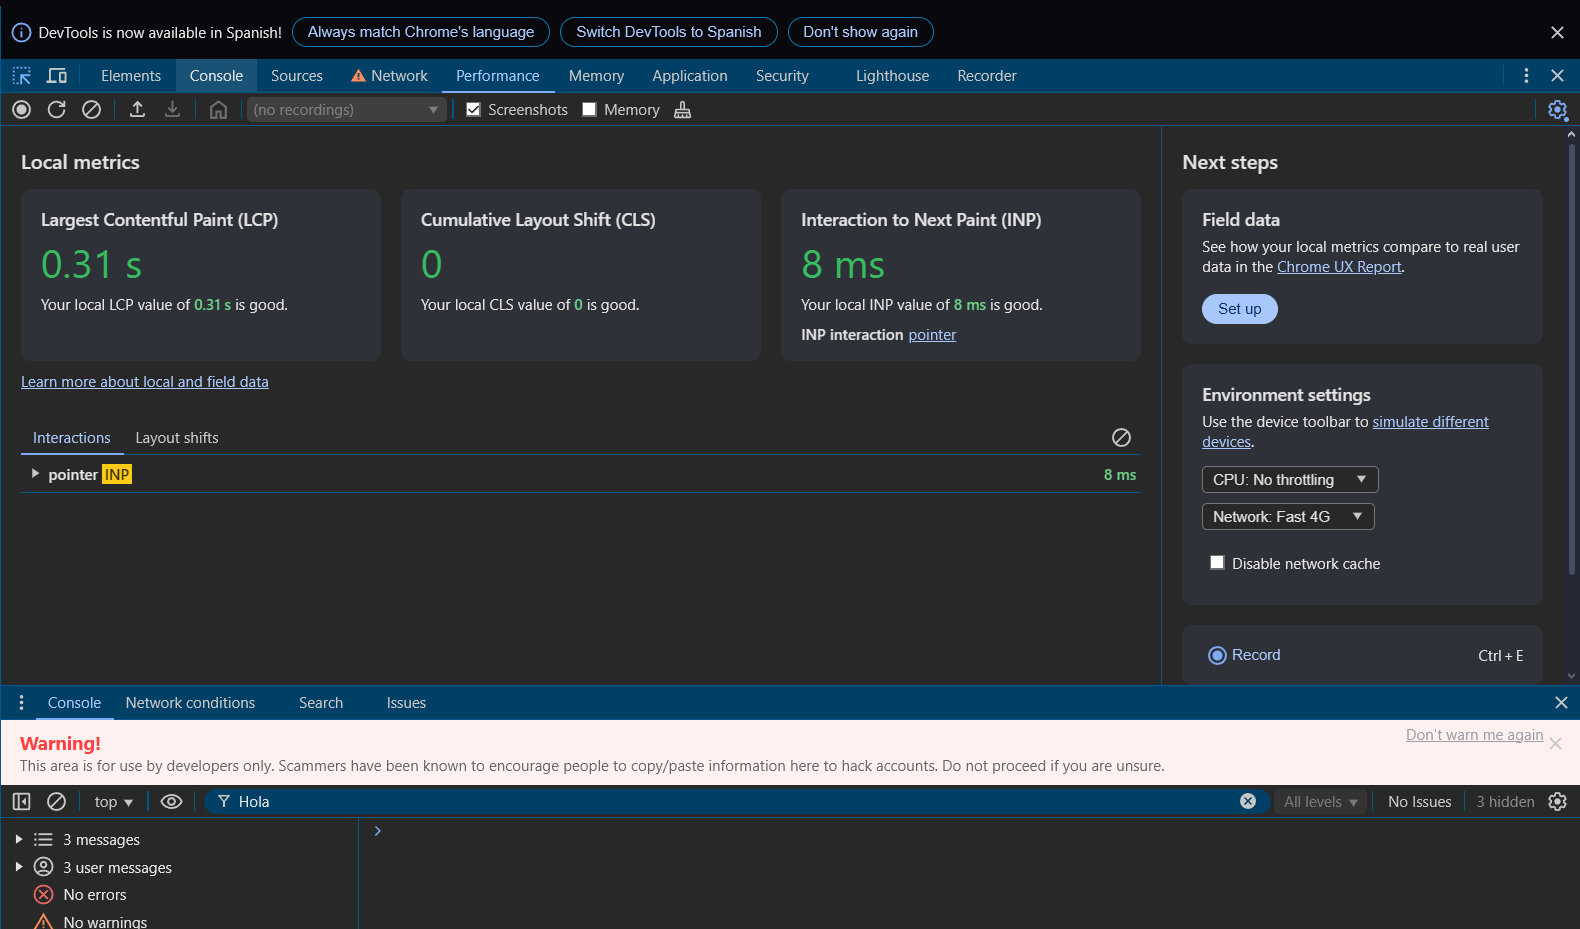 DevTools is now available in Spanish! Always match Chrome's language Switch DevTools to Spanish Don't show again
Elements Console Sources Network Performance Memory Application Security Lighthouse Recorder
(no recordings) Screenshots Memory
Local metrics
Largest Contentful Paint (LCP)
0.31 s
Your local LCP value of 0.31 s is good.
Cumulative Layout Shift (CLS)
0
Your local CLS value of 0 is good.
Interaction to Next Paint (INP)
8 ms
Your local INP value of 8 ms is good.
INP interaction pointer
Learn more about local and field data
Interactions Layout shifts
pointer INP 8 ms
Next steps
Field data
See how your local metrics compare to real user
data in the Chrome UX Report.
Set up
Environment settings
Use the device toolbar to simulate different
devices.
CPU: No throttling
Network: Fast 4G
Disable network cache
Record Ctrl + E
Console Network conditions Search Issues
Warning!
Don't warn me again
This area is for use by developers only. Scammers have been known to encourage people to copy/paste information here to hack accounts. Do not proceed if you are unsure.
top Hola All levels No Issues 3 hidden
3 messages
3 user messages
No errors
No warnings